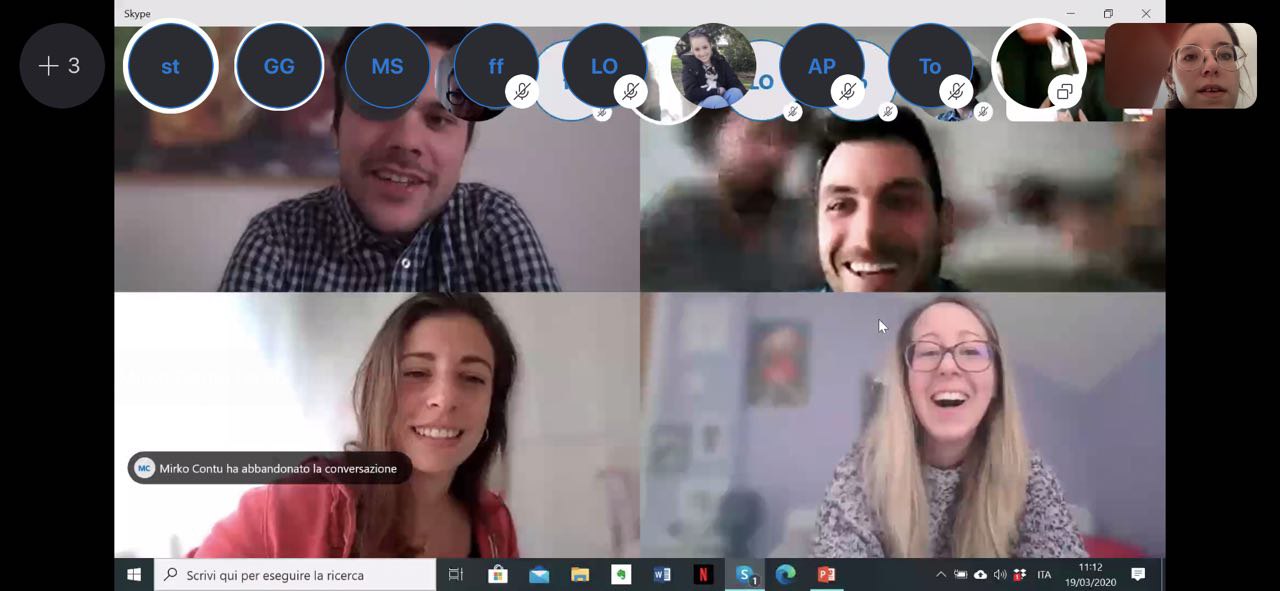 Skype
+ 3
st
GG
MS
ff
LO
LO
AP
To
MC Mirko Contu ha abbandonato la conversazione
Scrivi qui per eseguire la ricerca
W
N
S
1
P
ITA
11:12
19/03/2020